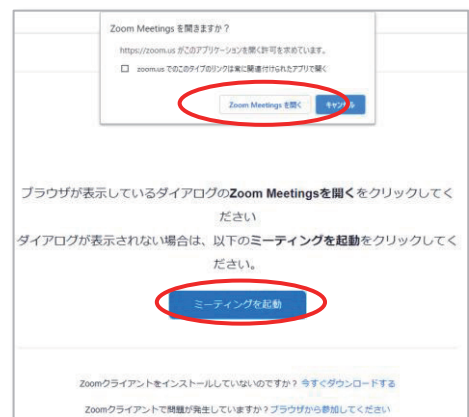 Zoom Meetings を開きますか？
https://zoom.us がこのアプリケーションを開く許可を求めています。
zoom.us でのこのタイプのリンクは常に関連付けられたアプリで開く
Zoom Meetings を開く キャンセル
ブラウザが表示しているダイアログのZoom Meetingsを開くをクリックしてく
ださい
ダイアログが表示されない場合は、以下のミーティングを起動をクリックしてく
ださい。
ミーティングを起動
Zoomクライアントをインストールしていないのですか？ 今すぐダウンロードする
Zoomクライアントで問題が発生していますか？ブラウザから参加してください